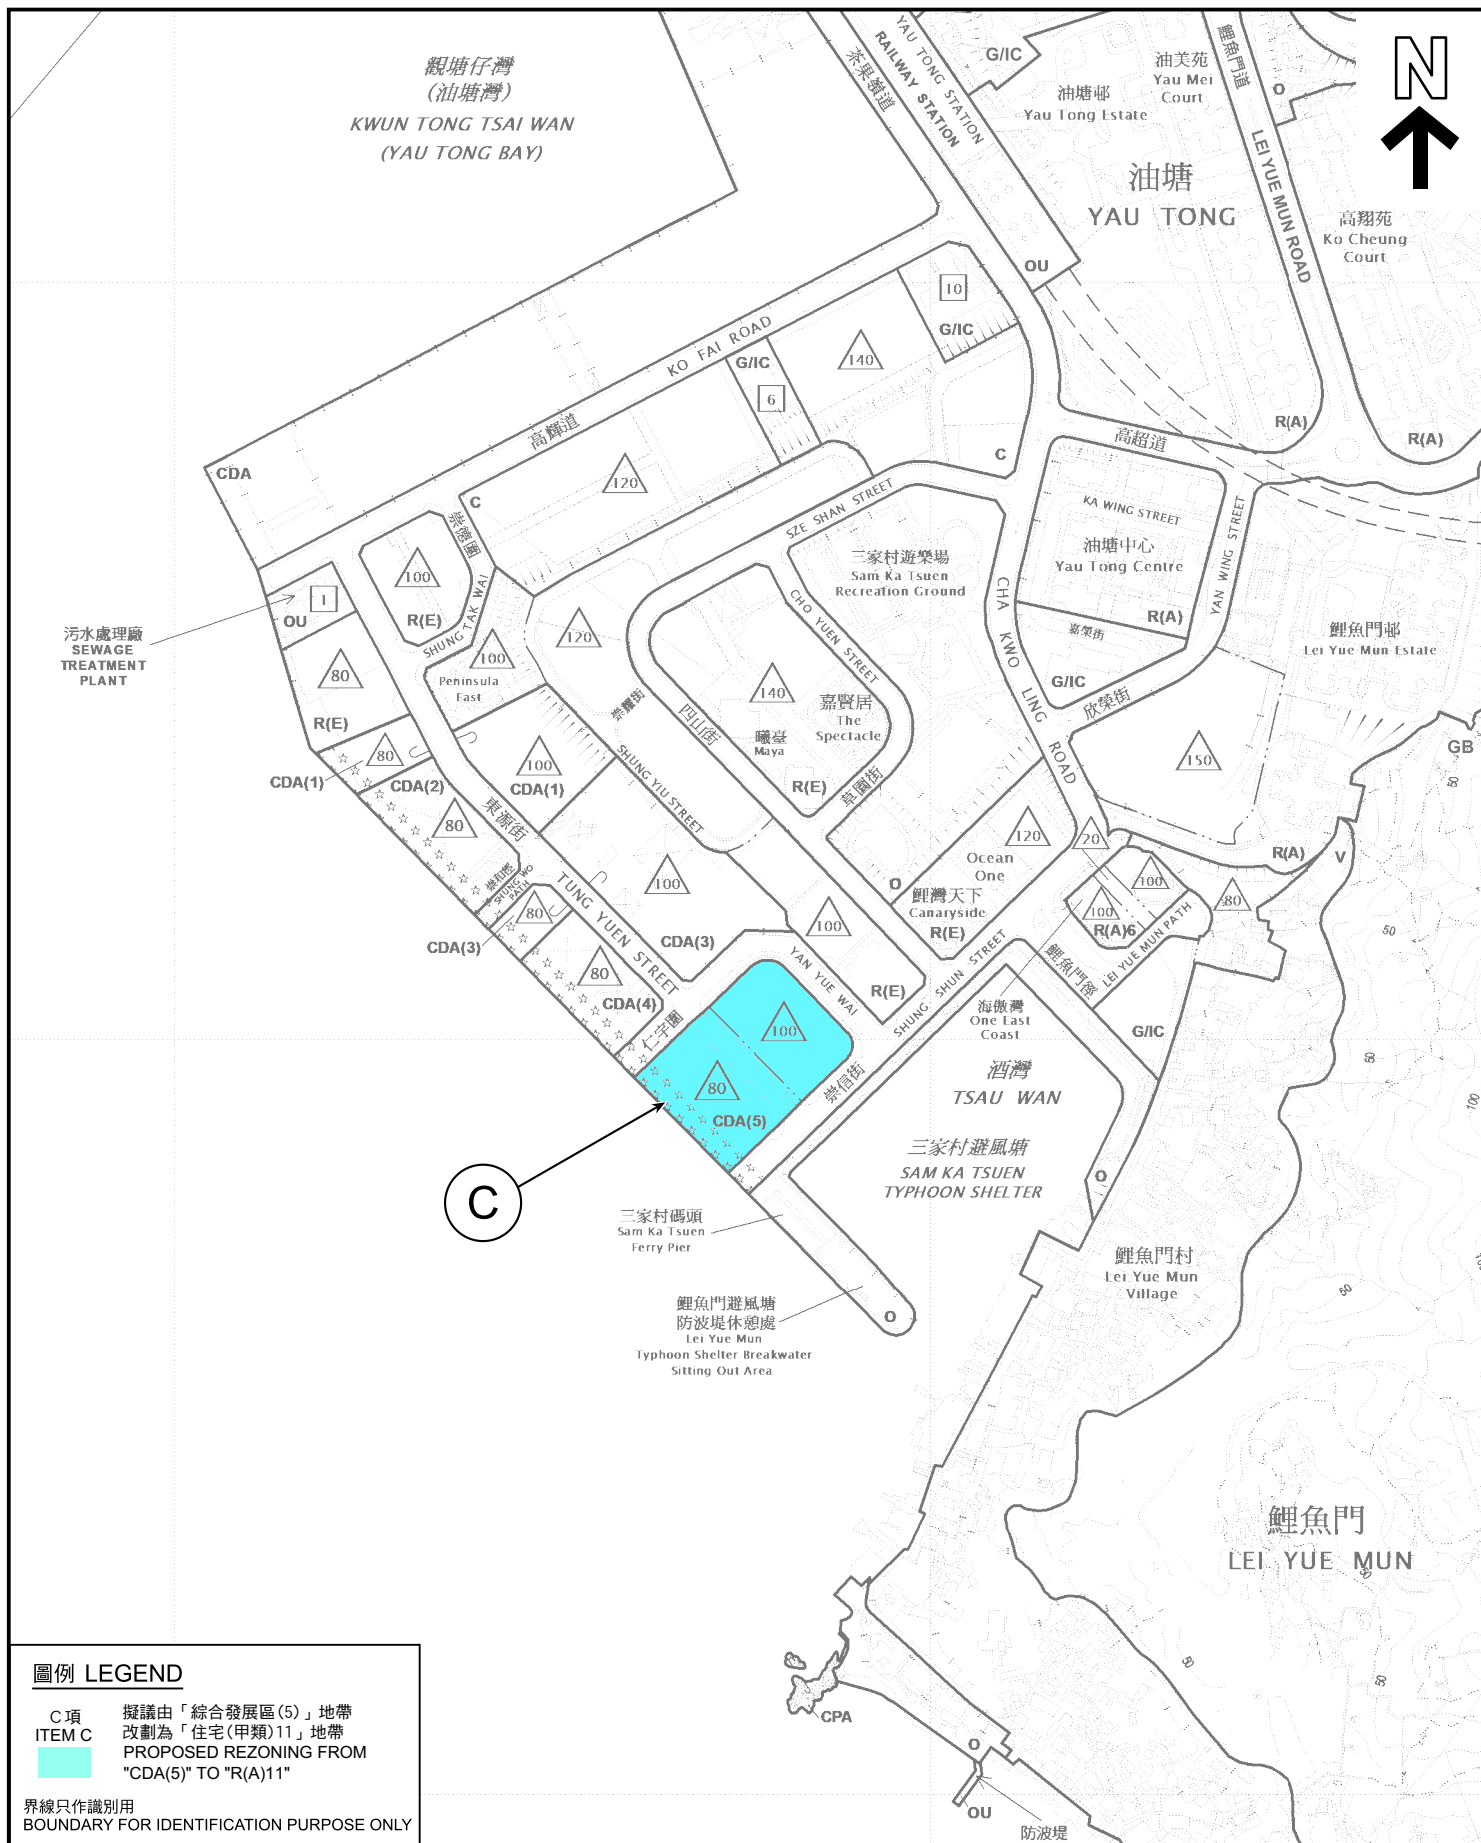 觀塘仔灣
(油塘灣)
KWUN TONG TSAI WAN
(YAU TONG BAY)
茶果嶺道
YAU TONG STATION
RAILWAY STATION
G/IC
油塘邨
Yau Tong Estate
油美苑
Yau Mei
Court
鯉魚門道
O
LEI YUE MUN ROAD
N
油塘
YAU TONG
高翔苑
Ko Cheung
Court
OU
10
G/IC
KO FAI ROAD
高輝道
G/IC
6
140
C
高超道
R(A)
R(A)
CDA
C
120
SZE SHAN STREET
KA WING STREET
油塘中心
Yau Tong Centre
R(A)
YAN WING STREET
嘉榮街
G/IC
欣榮街
鯉魚門邨
Lei Yue Mun Estate
崇德圍
SHUNG TAK WAI
100
R(E)
1
OU
污水處理廠
SEWAGE
TREATMENT
PLANT
80
R(E)
三家村遊樂場
Sam Ka Tsuen
Recreation Ground
CHO YUEN STREET
CHA KWO LING ROAD
120
100
Peninsula
East
崇耀街
SHUNG YIU STREET
四山街
140
嘉賢居
The
Spectacle
曦臺
Maya
R(E)
草園街
150
GB
50
80
CDA(1)
CDA(2)
80
100
CDA(1)
東源街
TUNG YUEN STREET
崇和徑
SHUNG WO
PATH
80
CDA(3)
100
CDA(3)
80
CDA(4)
120
Ocean
One
O
鯉灣天下
Canaryside
R(E)
20
100
100
R(A)6
80
R(A)
V
鯉魚門徑
LEI YUE MUN PATH
50
100
R(E)
YAN YUE WAI
仁宇圍
SHUNG SHUN STREET
崇信街
海傲灣
One East
Coast
G/IC
100
80
CDA(5)
酒灣
TSAU WAN
50
100
三家村避風塘
SAM KA TSUEN
TYPHOON SHELTER
O
C
三家村碼頭
Sam Ka Tsuen
Ferry Pier
鯉魚門避風塘
防波堤休憩處
Lei Yue Mun
Typhoon Shelter Breakwater
Sitting Out Area
O
鯉魚門村
Lei Yue Mun
Village
50
鯉魚門
LEI YUE MUN
50
50
50
CPA
O
OU
防波堤
圖例 LEGEND
C項
ITEM C
擬議由「綜合發展區(5)」地帶
改劃為「住宅(甲類)11」地帶
PROPOSED REZONING FROM
"CDA(5)" TO "R(A)11"
界線只作識別用
BOUNDARY FOR IDENTIFICATION PURPOSE ONLY